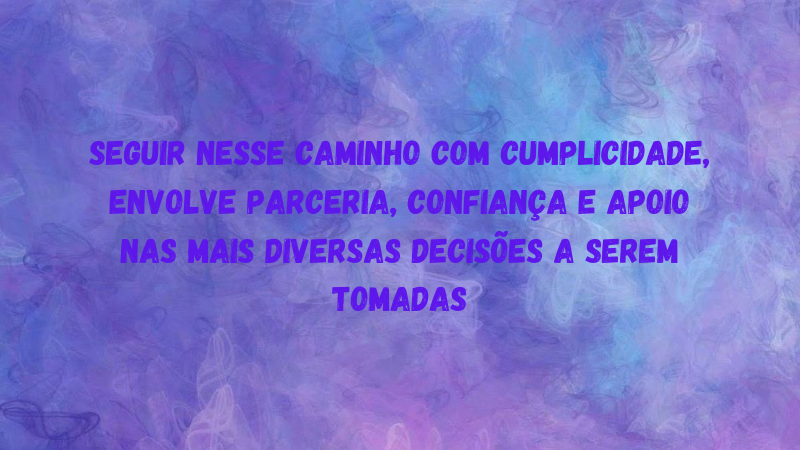 SEGUIR NESSE CAMINHO COM CUMPLICIDADE,
ENVOLVE PARCERIA, CONFIANÇA E APOIO
NAS MAIS DIVERSAS DECISÕES A SEREM
TOMADAS